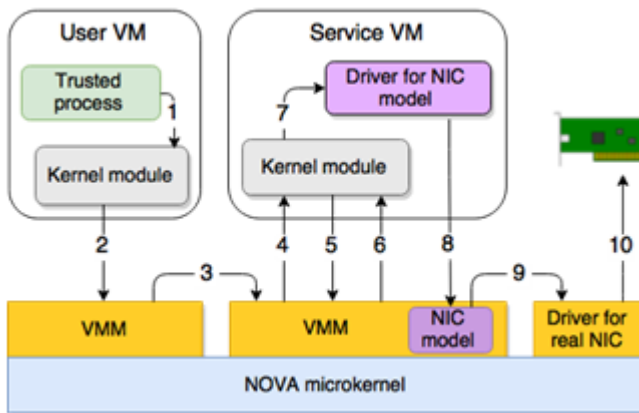 User VM
Service VM
Trusted
process
1
Kernel module
7
Driver for NIC
model
Kernel module
2
3
4
5
6
8
9
10
VMM
VMM
NIC
model
Driver for
real NIC
NOVA microkernel